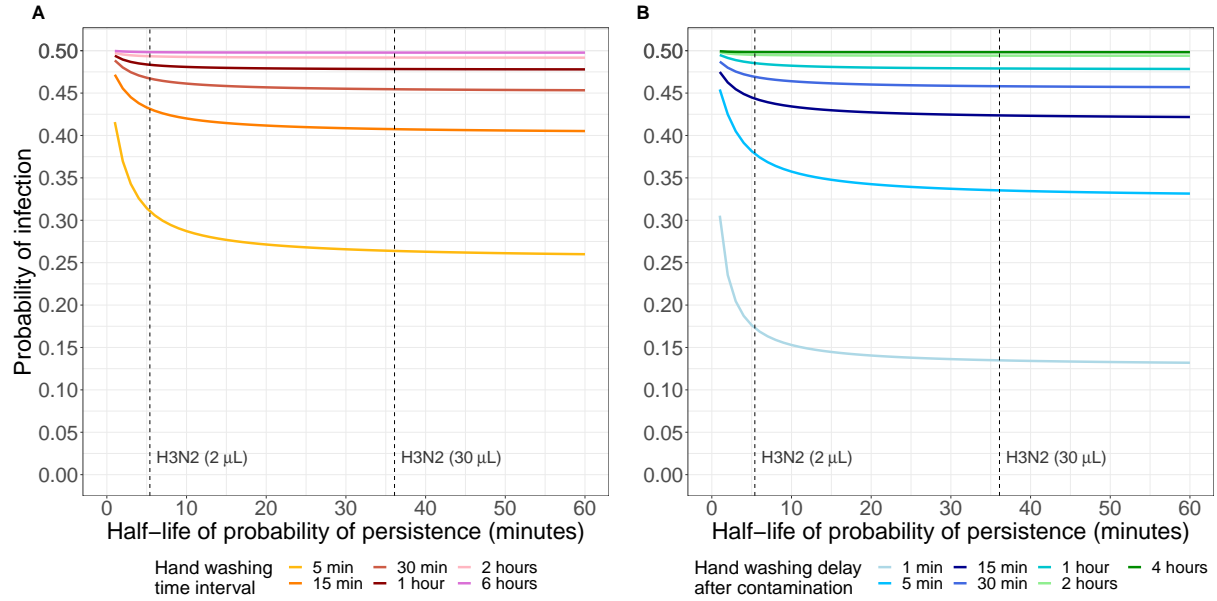 A
Probability of infection
0.50
0.45
0.40
0.35
0.30
0.25
0.20
0.15
0.10
0.05
0.00
H3N2 (2 μL)
H3N2 (30 μL)
0 10 20 30 40 50 60
Half−life of probability of persistence (minutes)
Hand washing
time interval
5 min 30 min 2 hours
15 min 1 hour 6 hours
B
0.50
0.45
0.40
0.35
0.30
0.25
0.20
0.15
0.10
0.05
0.00
H3N2 (2 μL)
H3N2 (30 μL)
0 10 20 30 40 50 60
Half−life of probability of persistence (minutes)
Hand washing delay
after contamination
1 min 15 min 1 hour 4 hours
5 min 30 min 2 hours